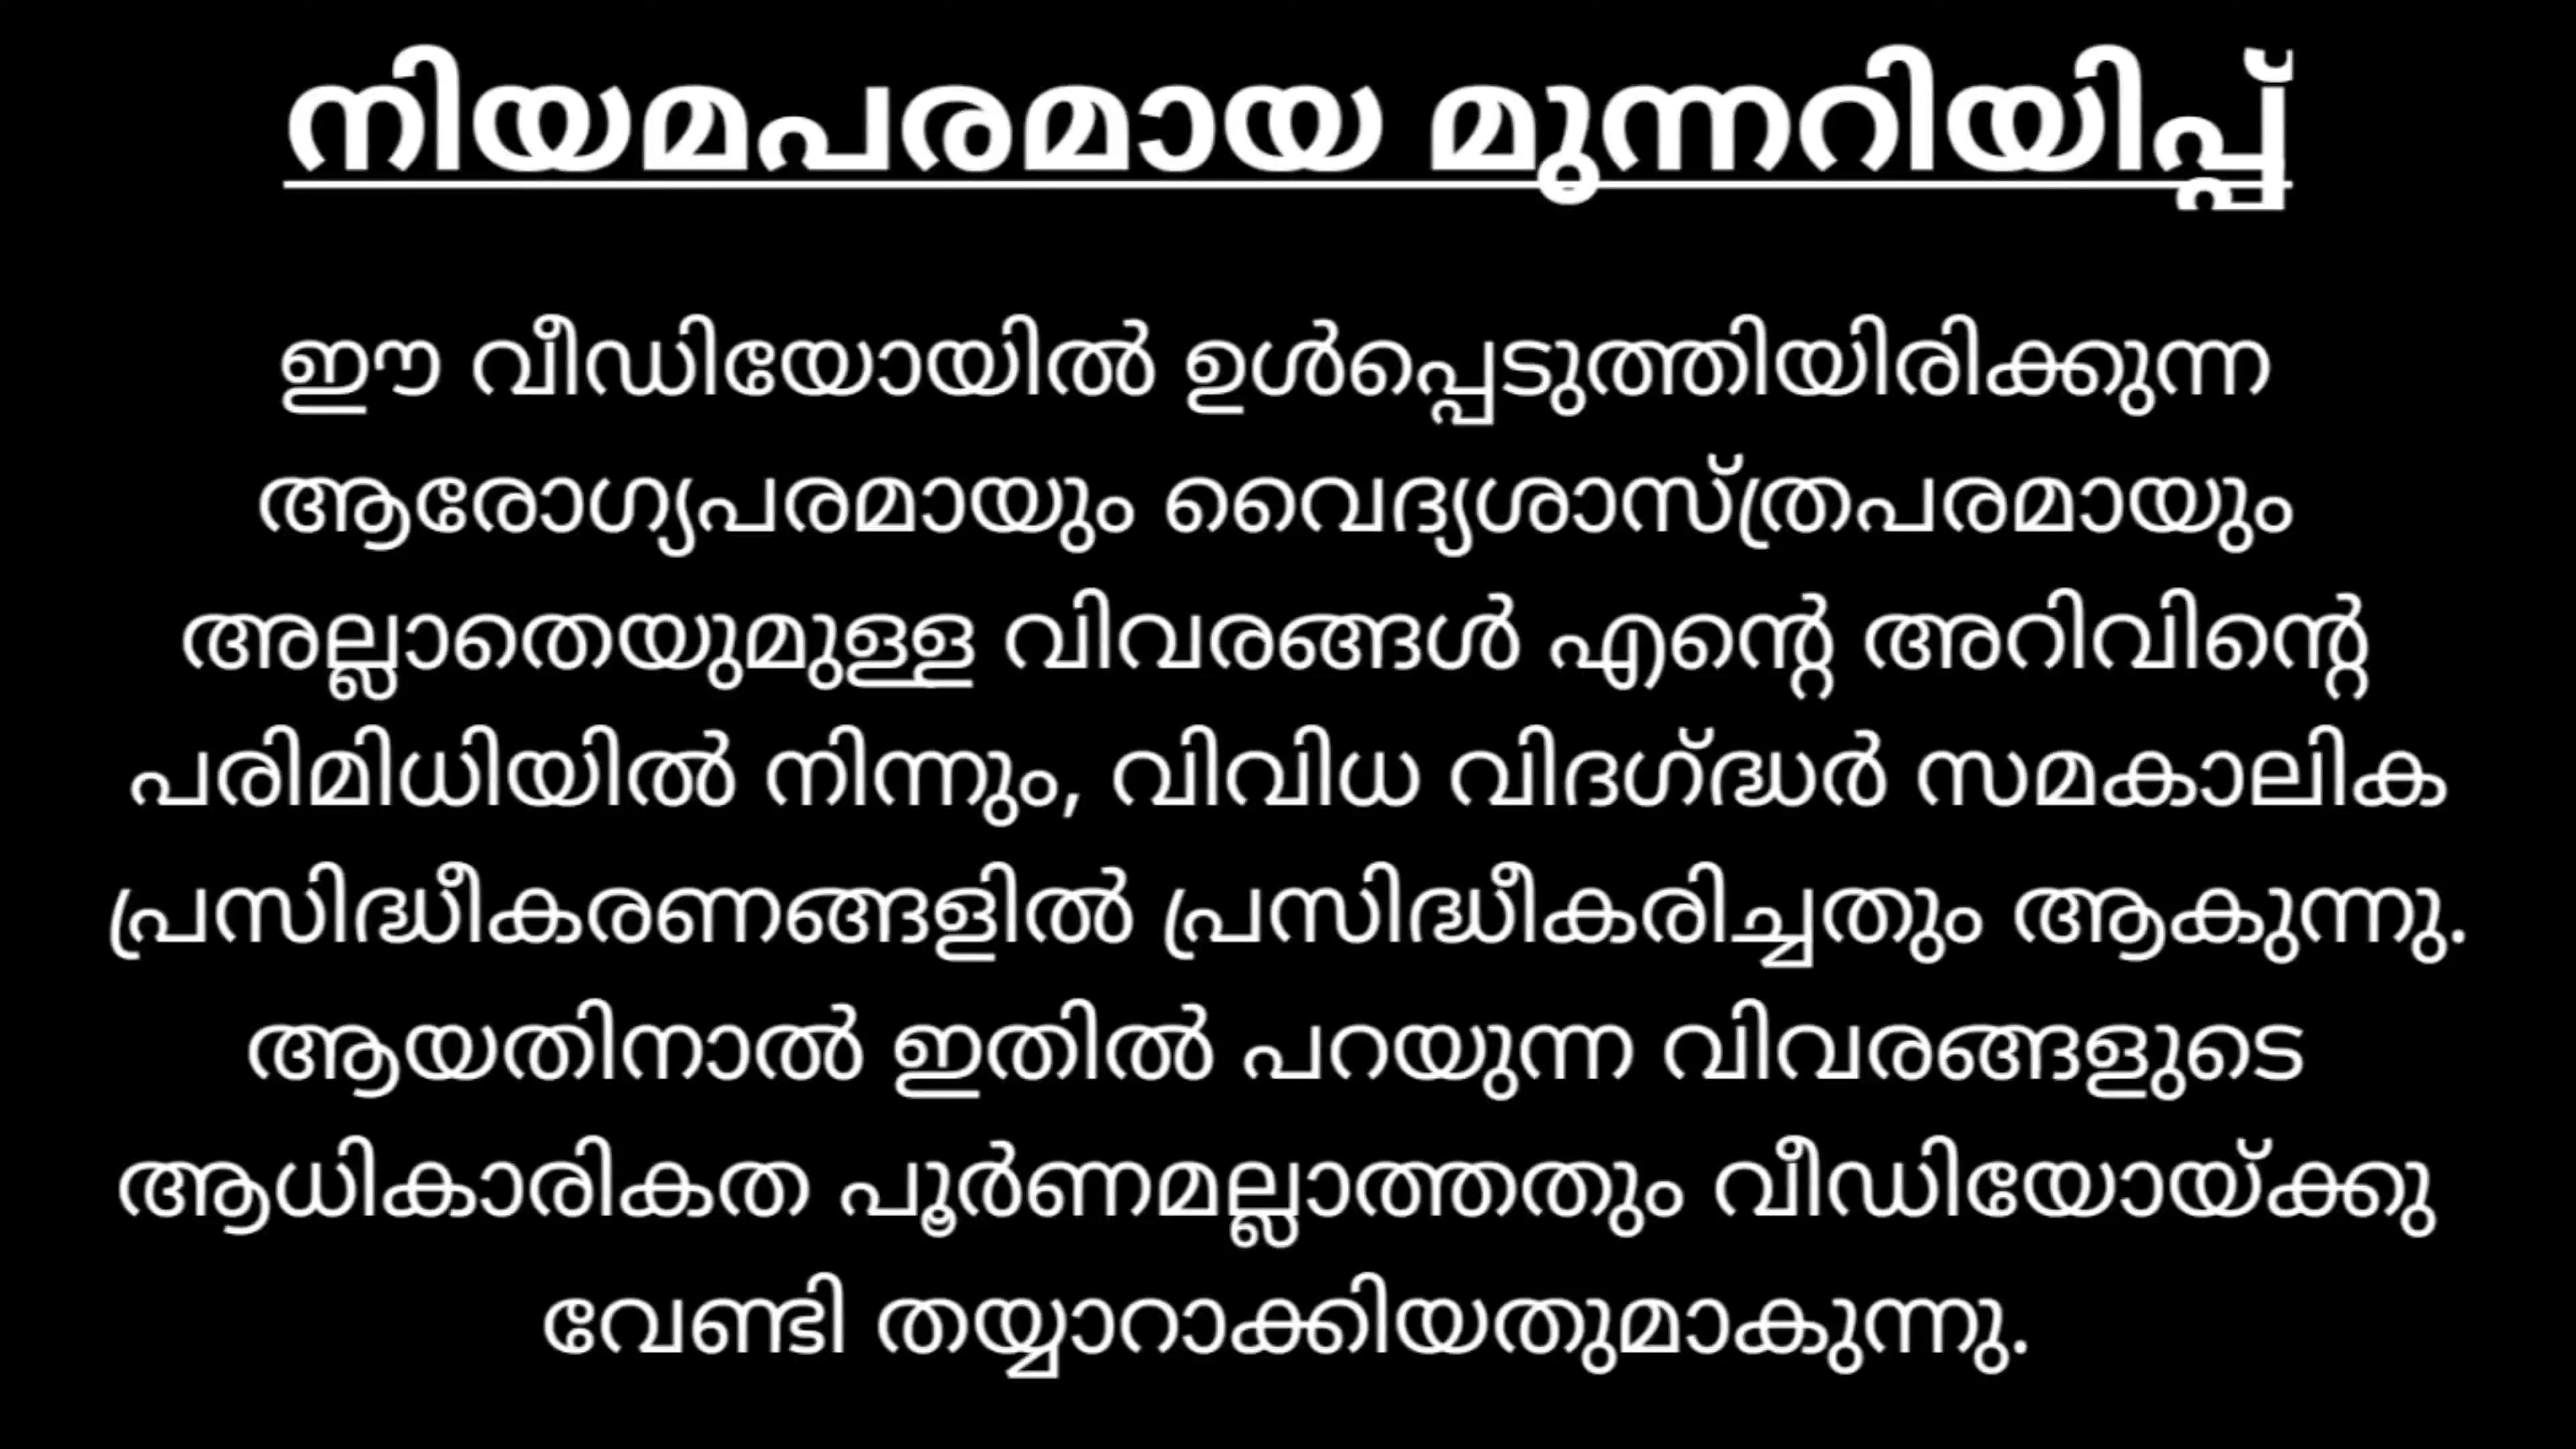 നിയമപരമായ മുന്നറിയിപ്പ്
ഈ വീഡിയോയിൽ ഉൾപ്പെടുത്തിയിരിക്കുന്ന
ആരോഗ്യപരമായും വൈദ്യശാസ്ത്രപരമായും
അല്ലാതെയുമുള്ള വിവരങ്ങൾ എന്റെ അറിവിന്റെ
പരിമിധിയിൽ നിന്നും, വിവിധ വിദഗ്ദ്ധർ സമകാലിക
പ്രസിദ്ധീകരണങ്ങളിൽ പ്രസിദ്ധീകരിച്ചതും ആകുന്നു.
ആയതിനാൽ ഇതിൽ പറയുന്ന വിവരങ്ങളുടെ
ആധികാരികത പൂർണമല്ലാത്തതും വീഡിയോയ്ക്കു
വേണ്ടി തയ്യാറാക്കിയതുമാകുന്നു.